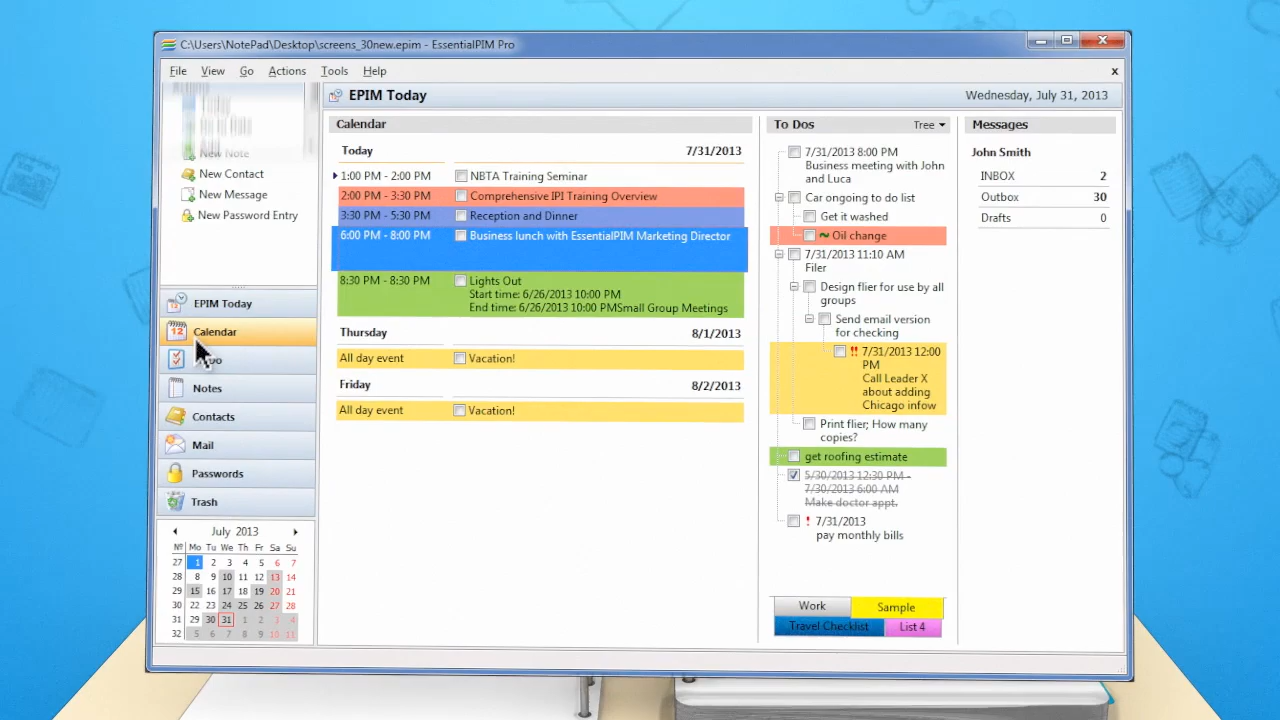 C:\Users\NotePad\Desktop\screens_30new.epim - EssentialPIM Pro
File View Go Actions Tools Help x
New Note
New Contact
New Message
New Password Entry
EPIM Today
Calendar
Notes
Contacts
Mail
Passwords
Trash
July 2013
№ Mo Tu We Th Fr Sa Su
27 1 2 3 4 5 6 7
28 8 9 10 11 12 13 14
29 15 16 17 18 19 20 21
30 22 23 24 25 26 27 28
31 29 30 31 1 2 3 4
32 5 6 7 8 9 10 11
EPIM Today Wednesday, July 31, 2013
Calendar
Today 7/31/2013
1:00 PM - 2:00 PM NBTA Training Seminar
2:00 PM - 3:30 PM Comprehensive IPI Training Overview
3:30 PM - 5:30 PM Reception and Dinner
6:00 PM - 8:00 PM Business lunch with EssentialPIM Marketing Director
8:30 PM - 8:30 PM Lights Out
Start time: 6/26/2013 10:00 PM
End time: 6/26/2013 10:00 PMSmall Group Meetings
Thursday 8/1/2013
All day event Vacation!
Friday 8/2/2013
All day event Vacation!
To Dos Tree
7/31/2013 8:00 PM
Business meeting with John
and Luca
Car ongoing to do list
Get it washed
Oil change
7/31/2013 11:10 AM
Filer
Design flier for use by all
groups
Send email version
for checking
!! 7/31/2013 12:00
PM
Call Leader X
about adding
Chicago infow
Print flier; How many
copies?
get roofing estimate
5/30/2013 12:30 PM -
7/30/2013 6:00 AM
Make doctor appt.
! 7/31/2013
pay monthly bills
Work Sample
Travel Checklist List 4
Messages
John Smith
INBOX 2
Outbox 30
Drafts 0